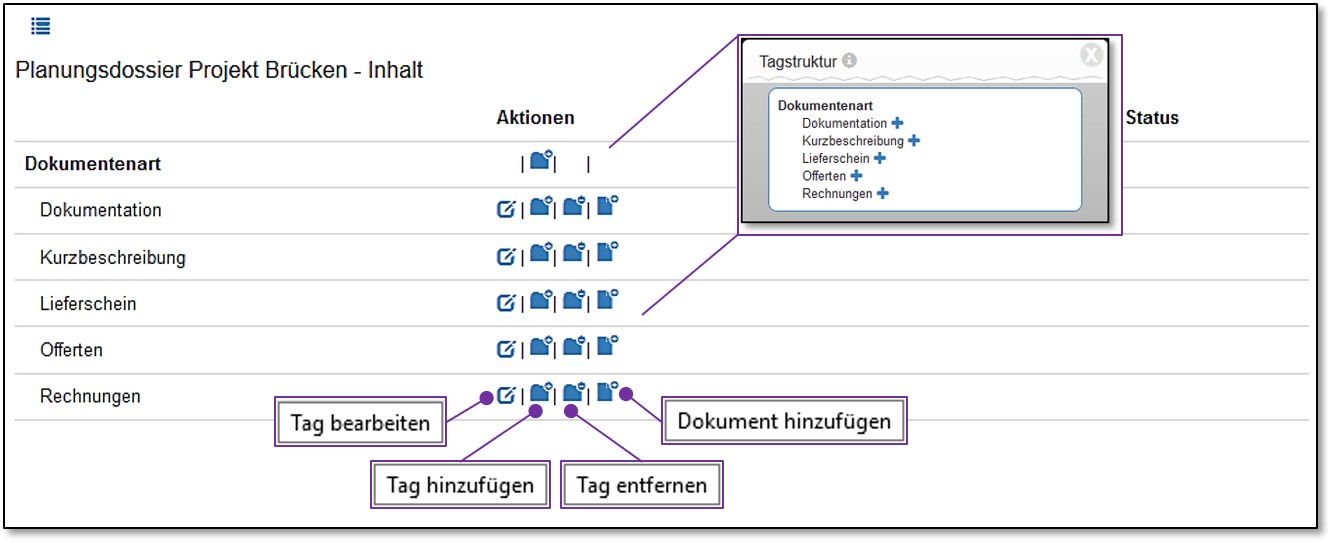 Planungsdossier Projekt Brücken - Inhalt
Aktionen
Status
Dokumentenart | | |
Dokumentation | | |
Kurzbeschreibung | | |
Lieferschein | | |
Offerten | | |
Rechnungen | | |
Tagstruktur i X
Dokumentenart
Dokumentation
Kurzbeschreibung
Lieferschein
Offerten
Rechnungen
Tag bearbeiten
Dokument hinzufügen
Tag hinzufügen
Tag entfernen